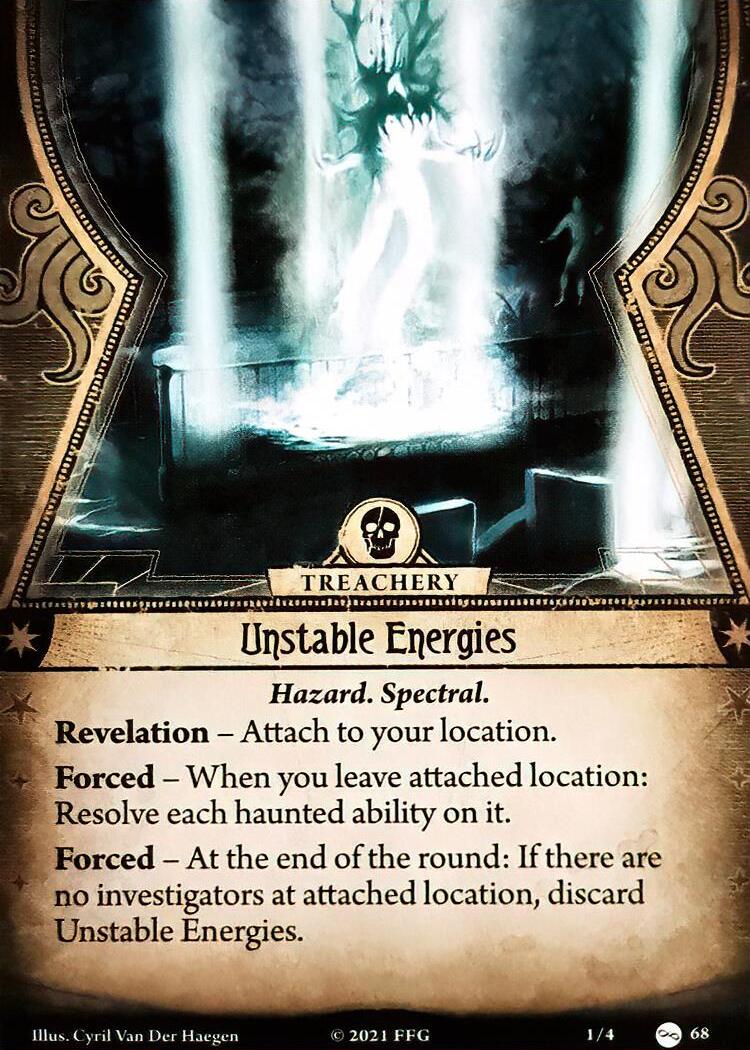 TREACHERY
Unstable Energies
Hazard. Spectral.
Revelation – Attach to your location.
Forced – When you leave attached location:
Resolve each haunted ability on it.
Forced – At the end of the round: If there are
no investigators at attached location, discard
Unstable Energies.
Illus. Cyril Van Der Haegen © 2021 FFG 1/4 68